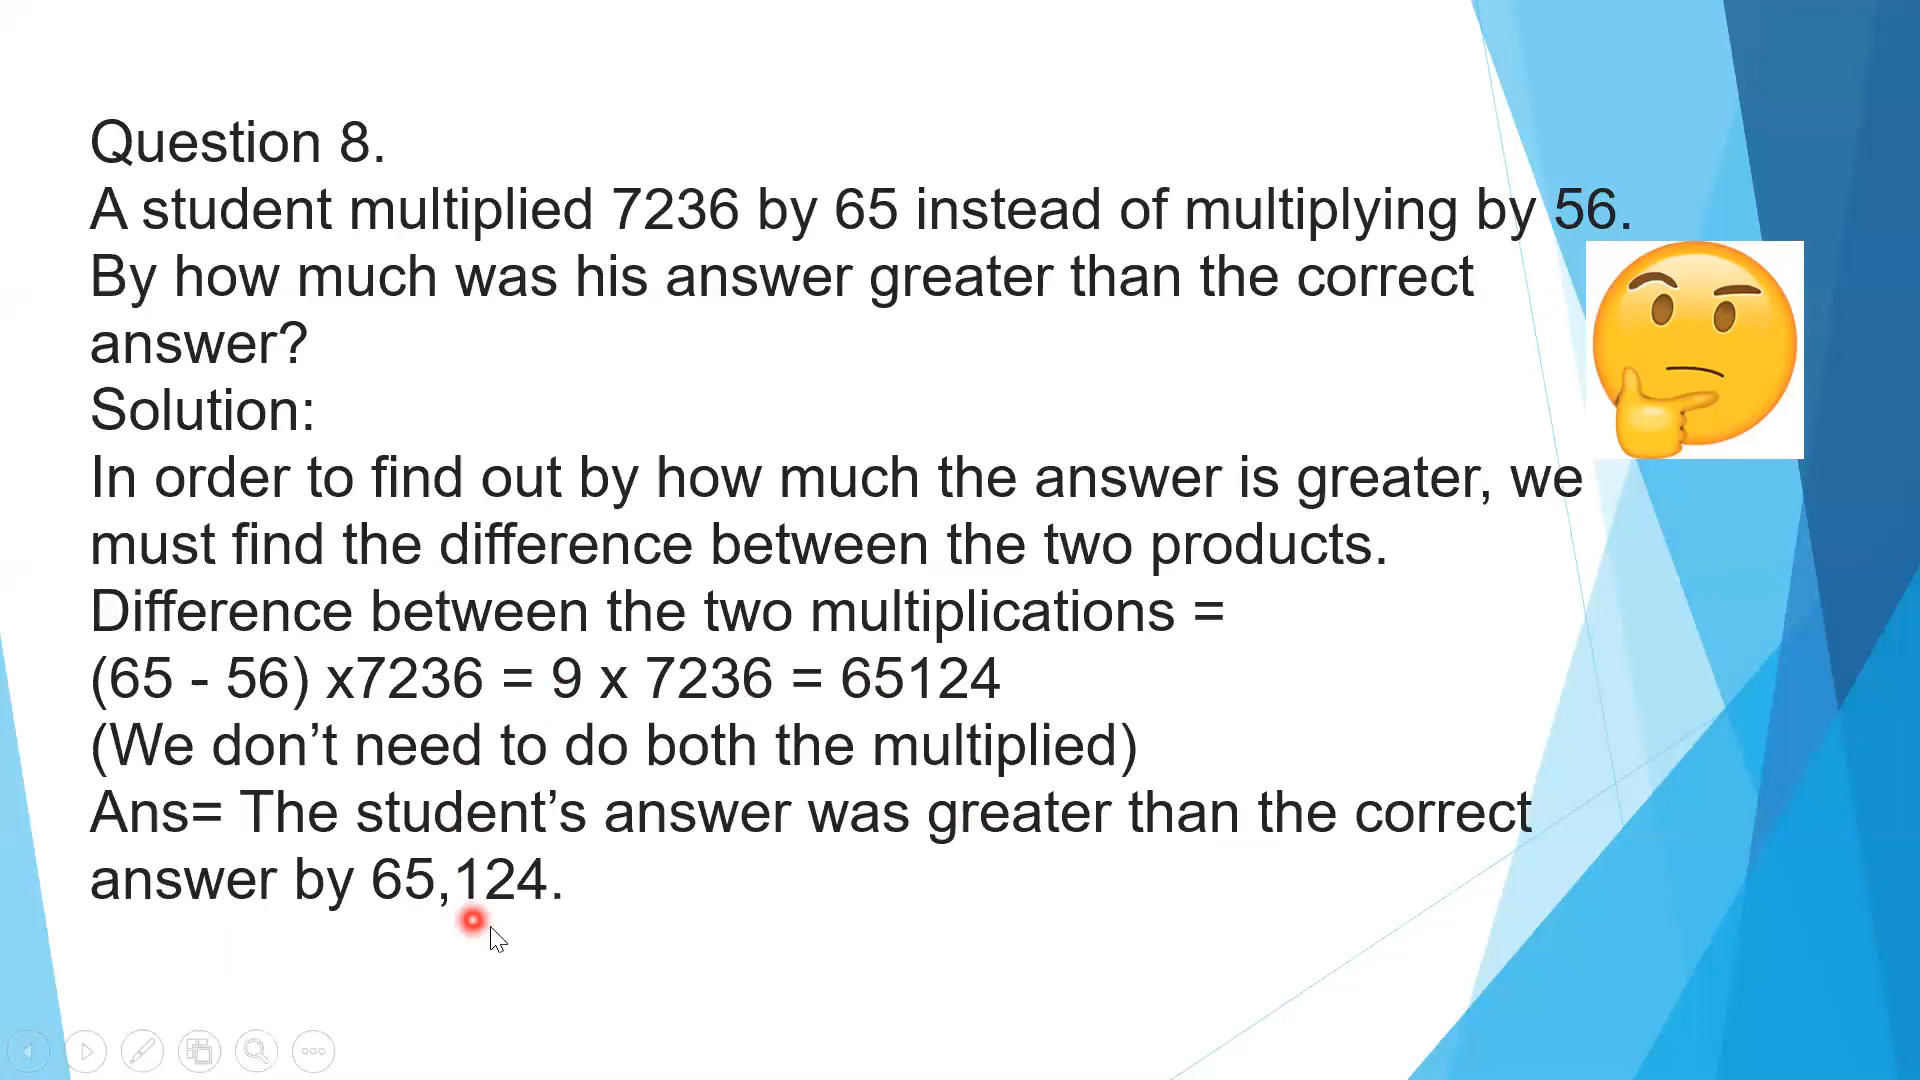 Question 8.
A student multiplied 7236 by 65 instead of multiplying by 56.
By how much was his answer greater than the correct
answer?
Solution:
In order to find out by how much the answer is greater, we
must find the difference between the two products.
Difference between the two multiplications =
(65 - 56) x7236 = 9 x 7236 = 65124
(We don’t need to do both the multiplied)
Ans= The student’s answer was greater than the correct
answer by 65,124.